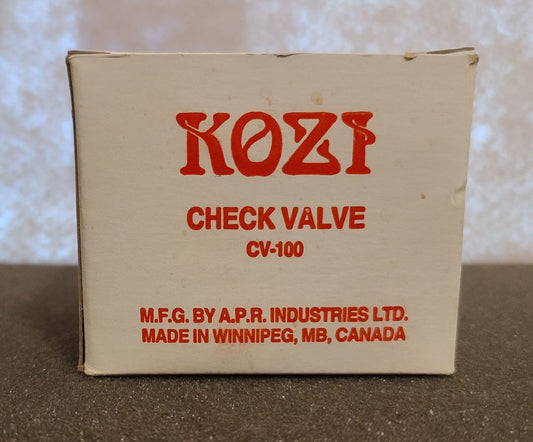 KOZI
CHECK VALVE
CV-100
M.F.G. BY A.P.R. INDUSTRIES LTD.
MADE IN WINNIPEG, MB, CANADA